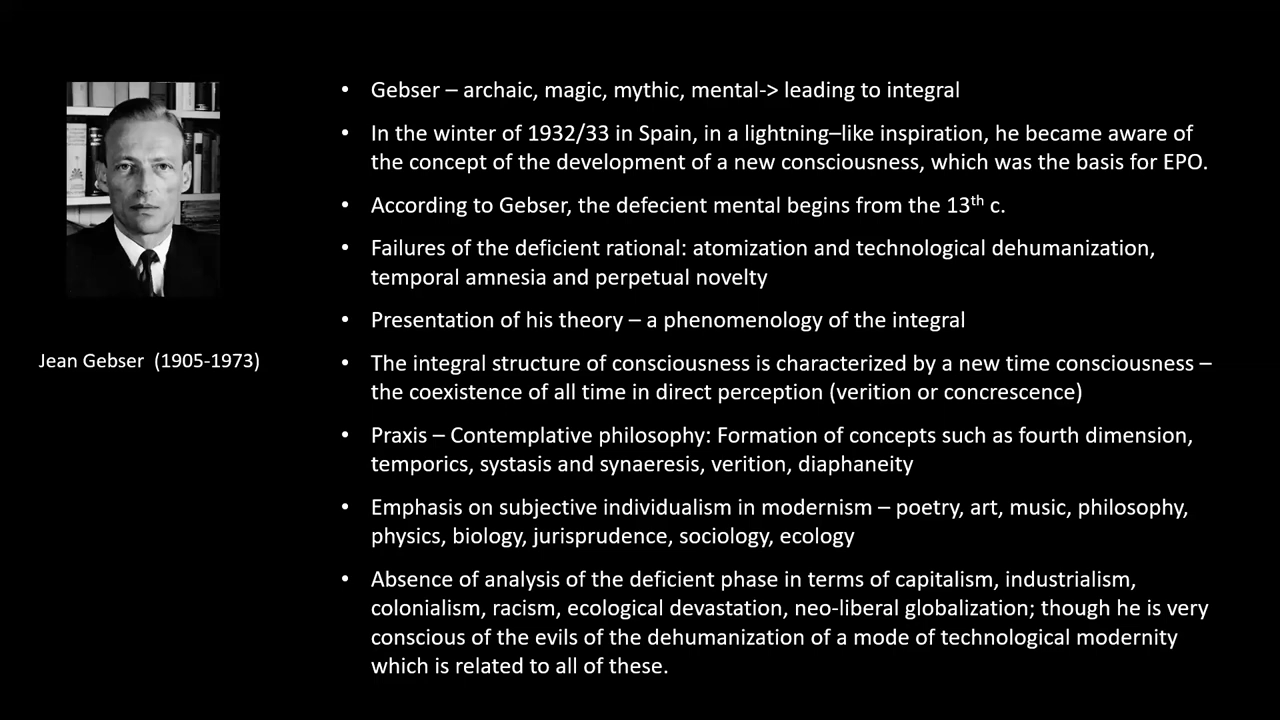 • Gebser – archaic, magic, mythic, mental-> leading to integral
• In the winter of 1932/33 in Spain, in a lightning–like inspiration, he became aware of
the concept of the development of a new consciousness, which was the basis for EPO.
• According to Gebser, the defecient mental begins from the 13th c.
• Failures of the deficient rational: atomization and technological dehumanization,
temporal amnesia and perpetual novelty
• Presentation of his theory – a phenomenology of the integral
Jean Gebser (1905-1973)
• The integral structure of consciousness is characterized by a new time consciousness –
the coexistence of all time in direct perception (verition or concrescence)
• Praxis – Contemplative philosophy: Formation of concepts such as fourth dimension,
temporics, systasis and synaeresis, verition, diaphaneity
• Emphasis on subjective individualism in modernism – poetry, art, music, philosophy,
physics, biology, jurisprudence, sociology, ecology
• Absence of analysis of the deficient phase in terms of capitalism, industrialism,
colonialism, racism, ecological devastation, neo-liberal globalization; though he is very
conscious of the evils of the dehumanization of a mode of technological modernity
which is related to all of these.